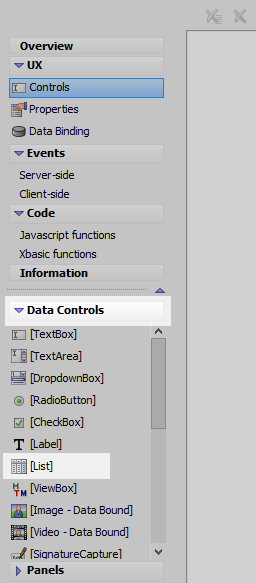 Overview
UX
Controls
Properties
Data Binding
Events
Server-side
Client-side
Code
Javascript functions
Xbasic functions
Information
Data Controls
[TextBox]
[TextArea]
[DropdownBox]
[RadioButton]
[CheckBox]
[Label]
[List]
[ViewBox]
[Image - Data Bound]
[Video - Data Bound]
[SignatureCapture]
Panels